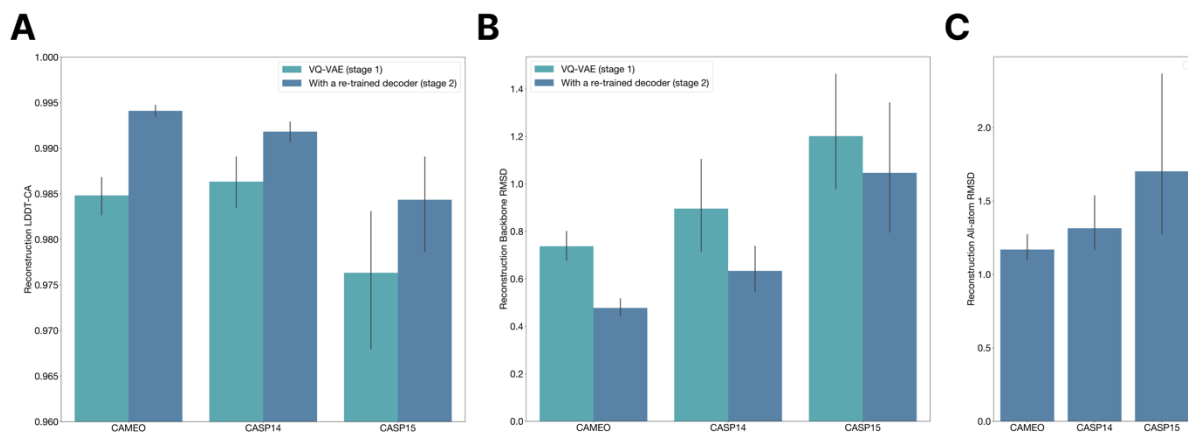 A
Reconstruction LDDT-CA
1.000
0.995
0.990
0.985
0.980
0.975
0.970
0.965
0.960
VQ-VAE (stage 1)
With a re-trained decoder (stage 2)
CAMEO
CASP14
CASP15
B
Reconstruction Backbone RMSD
1.4
1.2
1.0
0.8
0.6
0.4
0.2
0.0
VQ-VAE (stage 1)
With a re-trained decoder (stage 2)
CAMEO
CASP14
CASP15
C
Reconstruction All-atom RMSD
2.0
1.5
1.0
0.5
0.0
CAMEO
CASP14
CASP15